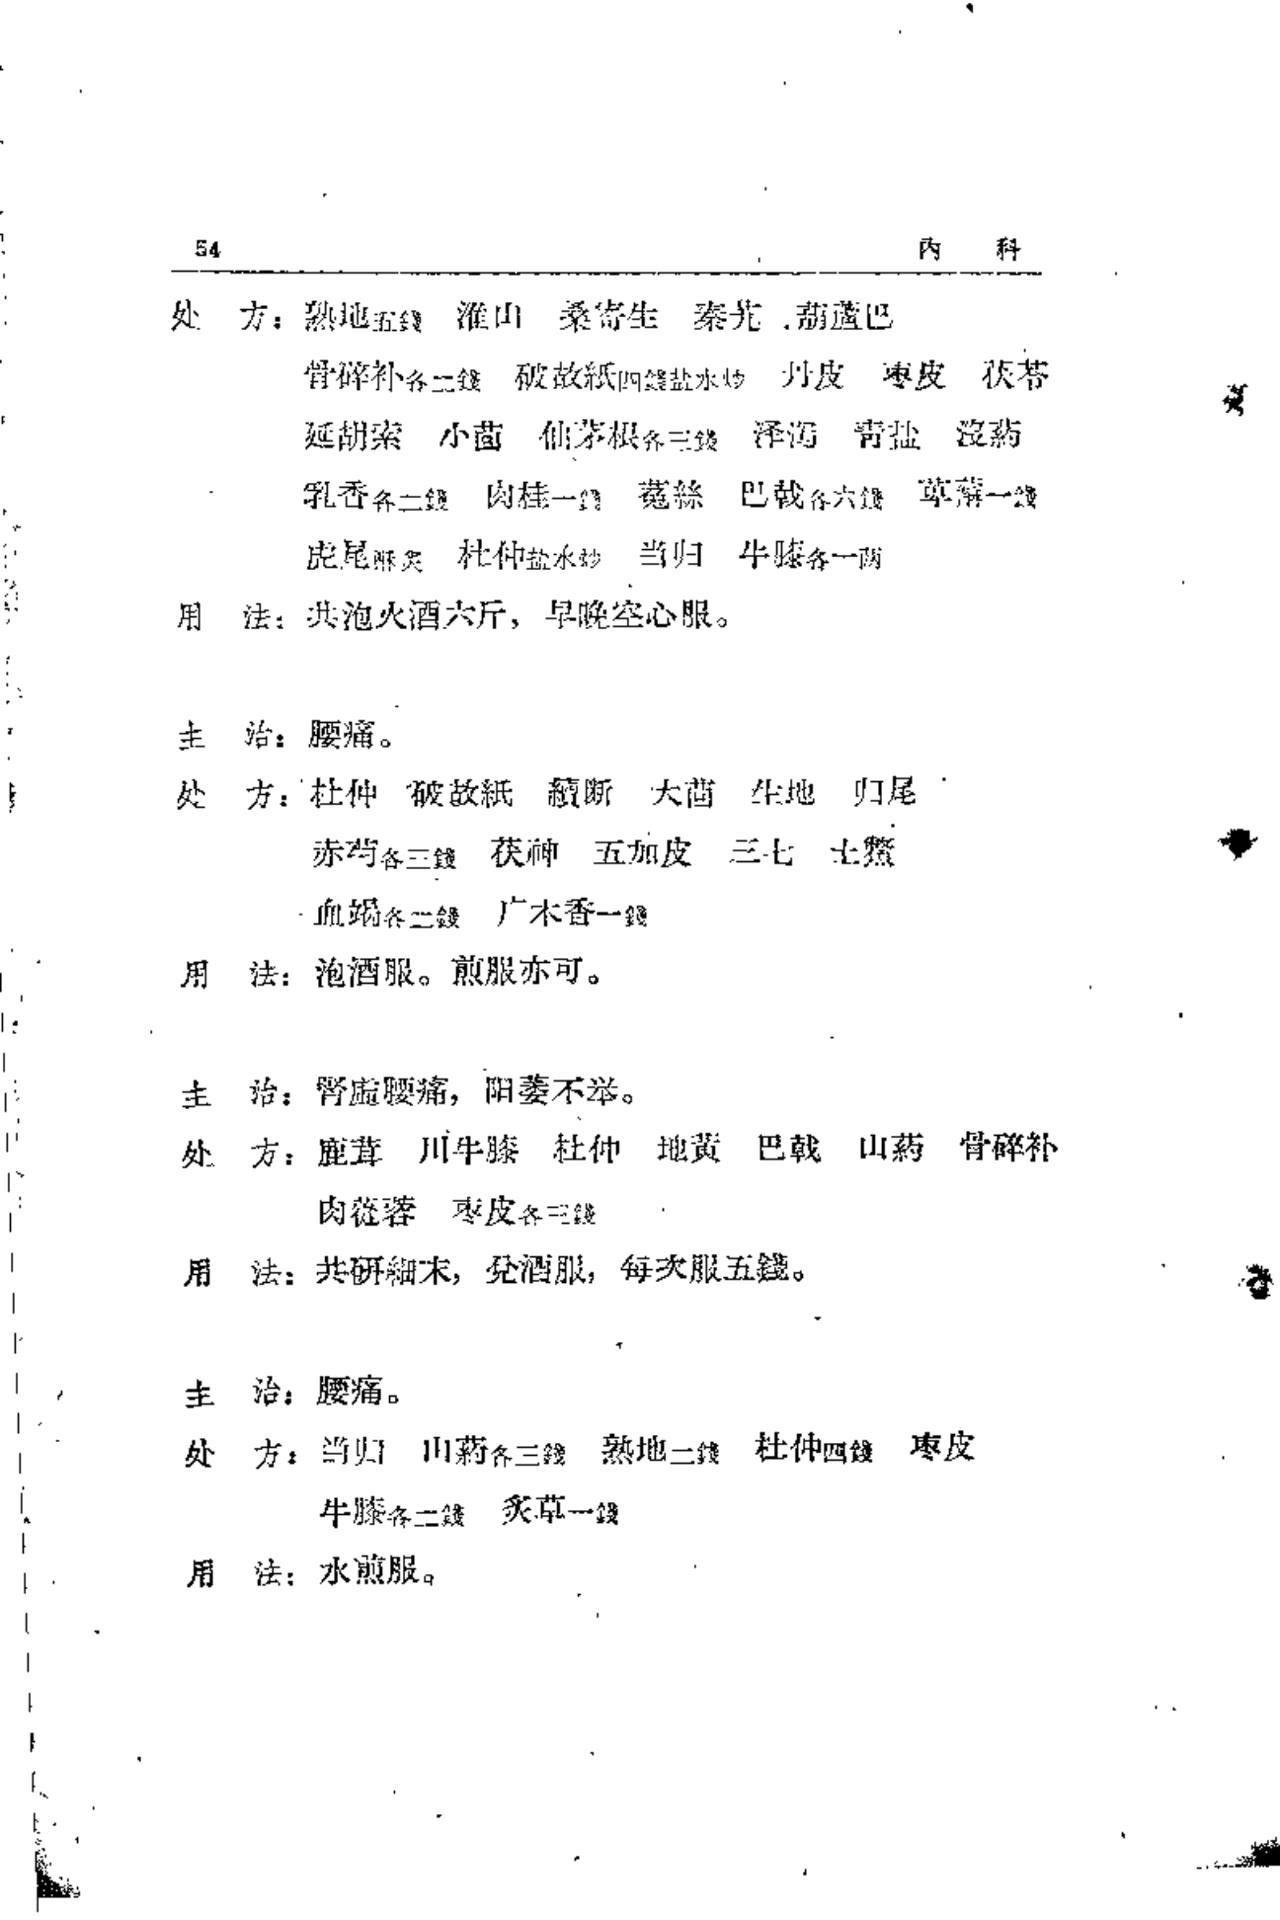 54 內 科
处 方：熟地五錢 淮山 桑寄生 秦艽 葫蘆巴
骨碎补各二錢 破故紙四錢盐水炒 丹皮 枣皮 茯苓
延胡索 小茴 仙茅根各三錢 泽泻 青盐 沒葯
乳香各二錢 肉桂一錢 菟絲 巴戟各六錢 萆薢一錢
虎尾酥炙 杜仲盐水炒 当归 牛膝各一两
用 法：共泡火酒六斤，早晚空心服。
主 治：腰痛。
处 方：杜仲 破故紙 續断 大茴 生地 归尾
赤芍各三錢 茯神 五加皮 三七 土鱉
血竭各二錢 广木香一錢
用 法：泡酒服。煎服亦可。
主 治：腎虛腰痛，阳萎不举。
处 方：鹿茸 川牛膝 杜仲 地黃 巴戟 山葯 骨碎补
肉蓯蓉 枣皮各三錢
用 法：共研細末，兌酒服，每次服五錢。
主 治：腰痛。
处 方：当归 山葯各三錢 熟地二錢 杜仲四錢 枣皮
牛膝各二錢 炙草一錢
用 法：水煎服。